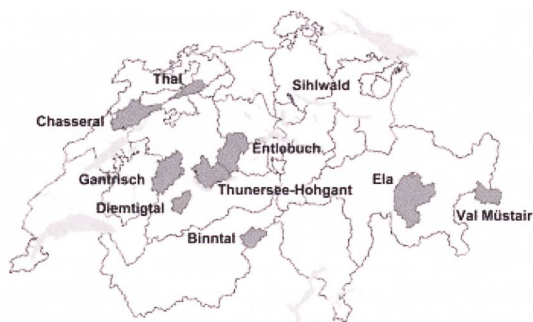 Thal
Sihlwald
Chasseral
Entlebuch
Gantrisch
Ela
Thunersee-Hohgant
Diemtigtal
Val Müstair
Binntal